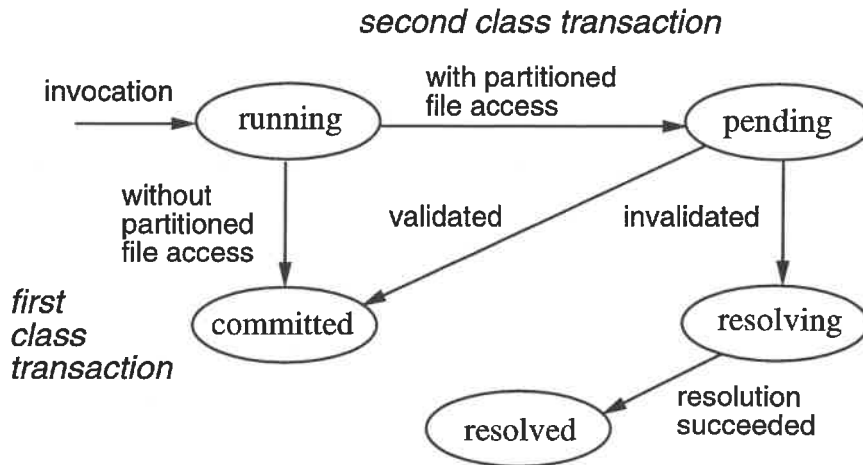 second class transaction
invocation
running
with partitioned
file access
pending
without
partitioned
file access
validated
invalidated
first
class
transaction
committed
resolving
resolution
succeeded
resolved